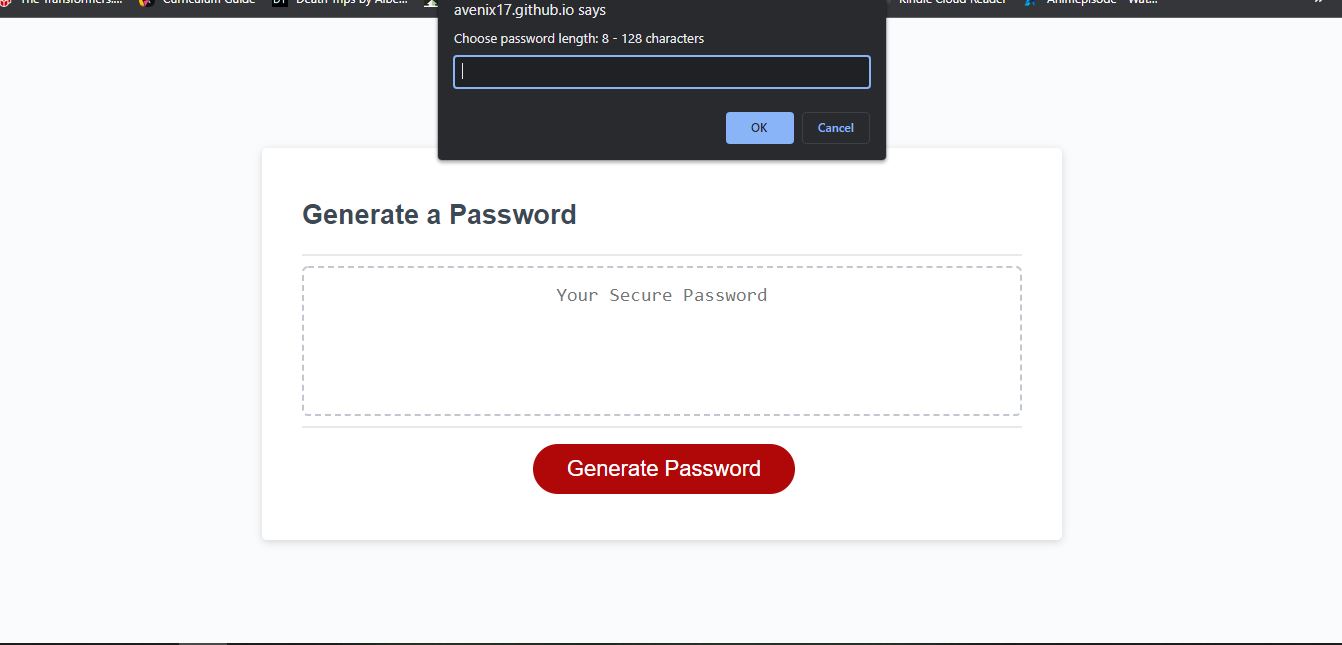 The Transformers:... Curriculum Guide DT Death Trips by Albe... Kindle Cloud Reader Animepisode - Wat... »
avenix17.github.io says
Choose password length: 8 - 128 characters
OK Cancel
Generate a Password
Your Secure Password
Generate Password